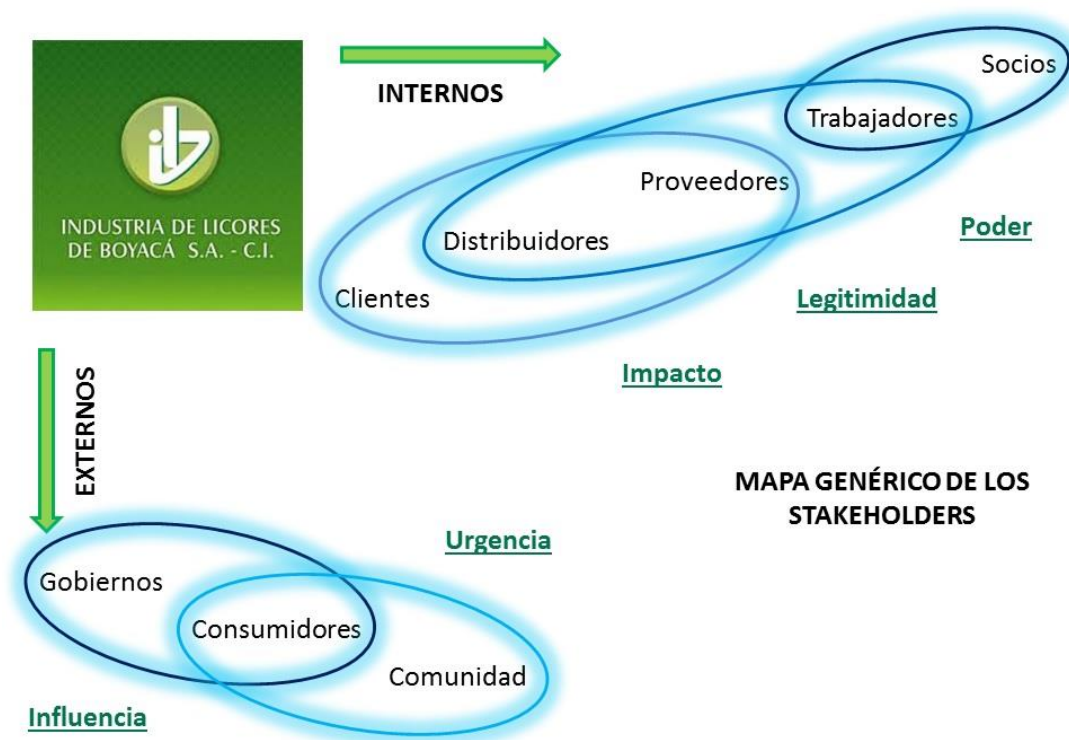 ib
INDUSTRIA DE LICORES
DE BOYACÁ S.A. - C.I.
INTERNOS
Socios
Trabajadores
Proveedores
Distribuidores
Clientes
Poder
Legitimidad
Impacto
EXTERNOS
MAPA GENÉRICO DE LOS
STAKEHOLDERS
Urgencia
Gobiernos
Consumidores
Comunidad
Influencia